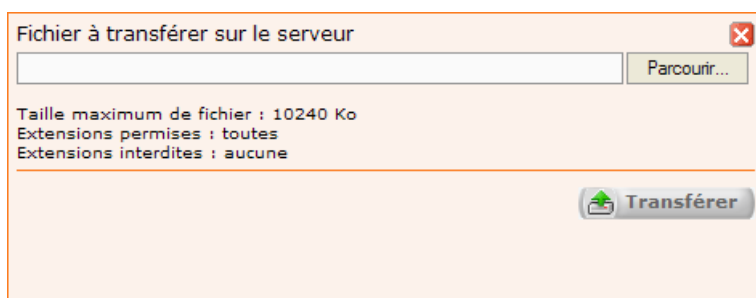 Fichier à transférer sur le serveur
Parcourir...
Taille maximum de fichier : 10240 Ko
Extensions permises : toutes
Extensions interdites : aucune
Transférer